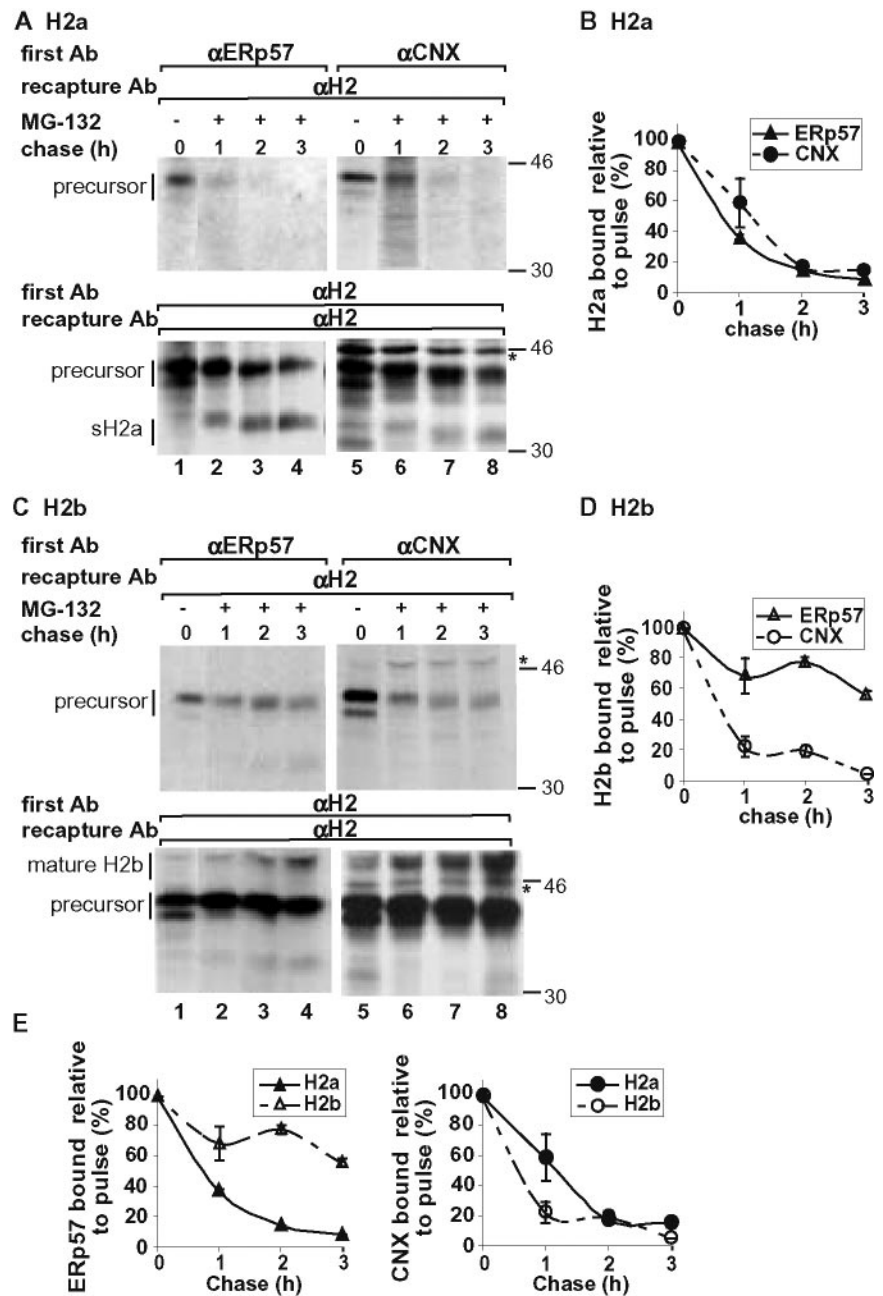 A H2a
first Ab αERp57 αCNX
recapture Ab αH2
MG-132 - + + + - + + +
chase (h) 0 1 2 3 0 1 2 3
precursor
46
30
first Ab αH2
recapture Ab αH2
precursor
sH2a
46
*
30
1 2 3 4 5 6 7 8
B H2a
H2a bound relative
to pulse (%)
100
80
60
40
20
0
ERp57
CNX
0 1 2 3
chase (h)
C H2b
first Ab αERp57 αCNX
recapture Ab αH2
MG-132 - + + + - + + +
chase (h) 0 1 2 3 0 1 2 3
precursor
*
46
30
first Ab αH2
recapture Ab αH2
mature H2b
precursor
46
*
30
1 2 3 4 5 6 7 8
D H2b
H2b bound relative
to pulse (%)
100
80
60
40
20
0
ERp57
CNX
0 1 2 3
chase (h)
E
ERp57 bound relative
to pulse (%)
100
80
60
40
20
0
H2a
H2b
0 1 2 3
Chase (h)
CNX bound relative
to pulse (%)
100
80
60
40
20
0
H2a
H2b
0 1 2 3
Chase (h)